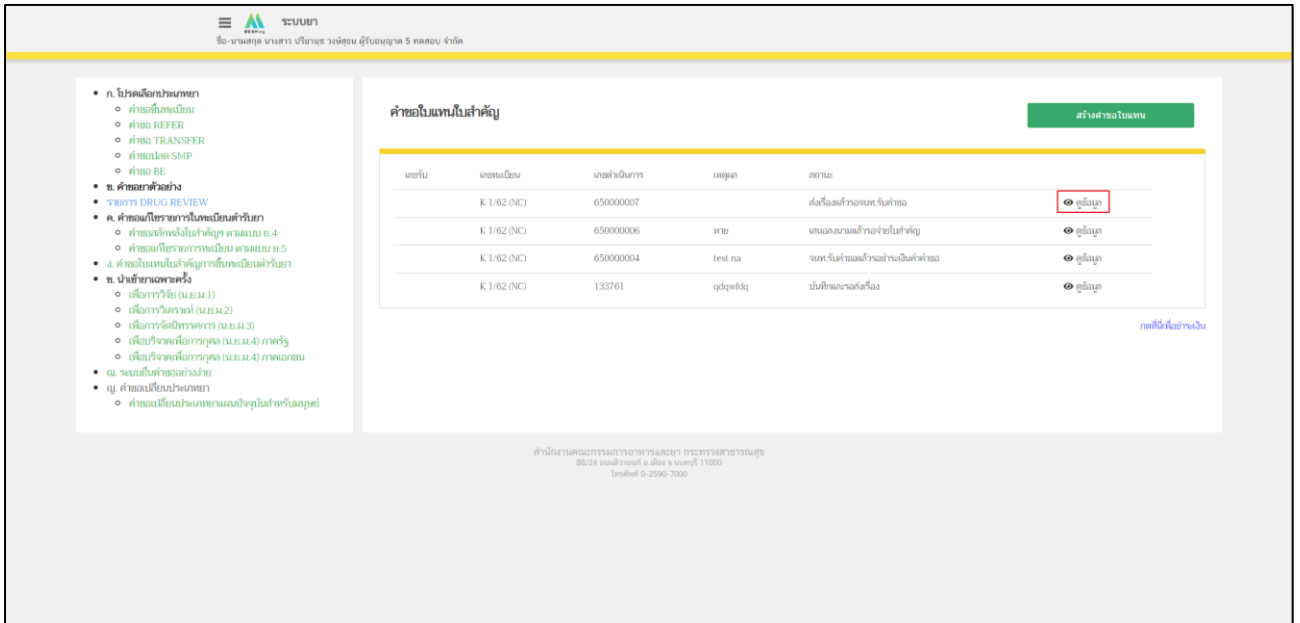 ระบบยา
ชื่อ-นามสกุล นางสาว ปริยานุช วงษ์สุธน ผู้รับอนุญาต 5 ทดสอบ จำกัด
ก. โปรดเลือกประเภทยา
คำขอขึ้นทะเบียน
คำขอ REFER
คำขอ TRANSFER
คำขอปลด SMP
คำขอ BE
ข. คำขอยาตัวอย่าง
รายการ DRUG REVIEW
ค. คำขอแก้ไขรายการในทะเบียนตำรับยา
คำขอสลักหลังใบสำคัญฯ ตามแบบ ย.4
คำขอแก้ไขรายการทะเบียน ตามแบบ ย.5
ง. คำขอใบแทนใบสำคัญการขึ้นทะเบียนตำรับยา
ช. นำเข้ายาเฉพาะครั้ง
เพื่อการวิจัย (น.ย.ม.1)
เพื่อการวิเคราะห์ (น.ย.ม.2)
เพื่อการจัดนิทรรศการ (น.ย.ม.3)
เพื่อบริจาคเพื่อการกุศล (น.ย.ม.4) ภาครัฐ
เพื่อบริจาคเพื่อการกุศล (น.ย.ม.4) ภาคเอกชน
ฌ. ระบบยื่นคำขออย่างง่าย
ญ. คำขอเปลี่ยนประเภทยา
คำขอเปลี่ยนประเภทยาแผนปัจจุบันสำหรับมนุษย์
คำขอใบแทนใบสำคัญ
สร้างคำขอใบแทน
เลขรับ เลขทะเบียน เลขดำเนินการ เหตุผล สถานะ
K 1/62 (NC) 650000007 ส่งเรื่องแล้วรอจนท.รับคำขอ ดูข้อมูล
K 1/62 (NC) 650000006 หาย เสนอลงนามแล้วรอจ่ายใบสำคัญ ดูข้อมูล
K 1/62 (NC) 650000004 test na จนท.รับคำขอแล้วรอชำระเงินค่าคำขอ ดูข้อมูล
K 1/62 (NC) 133761 qdqwfdq บันทึกและรอส่งเรื่อง ดูข้อมูล
กดที่นี่เพื่อชำระเงิน
สำนักงานคณะกรรมการอาหารและยา กระทรวงสาธารณสุข
88/24 ถนนติวานนท์ อ.เมือง จ.นนทบุรี 11000
โทรศัพท์ 0-2590-7000